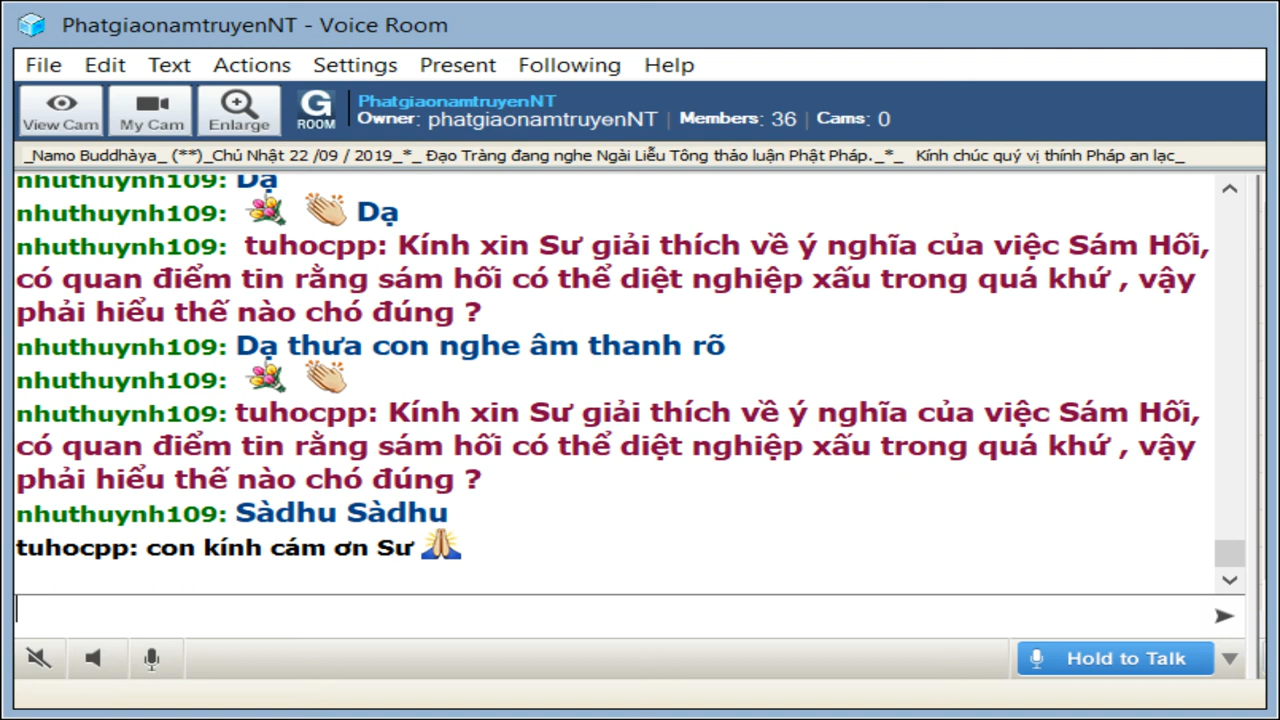 PhatgiaonamtruyenNT - Voice Room
File Edit Text Actions Settings Present Following Help
View Cam My Cam Enlarge G ROOM
PhatgiaonamtruyenNT
Owner: phatgiaonamtruyenNT Members: 36 Cams: 0
_Namo Buddhàya_ (**)_Chủ Nhật 22 /09 / 2019_*_ Đạo Tràng đang nghe Ngài Liễu Tông thảo luận Phật Pháp._*_ Kính chúc quý vị thính Pháp an lạc_
nhuthuynh109: Dạ
nhuthuynh109: Dạ
nhuthuynh109: tuhocpp: Kính xin Sư giải thích về ý nghĩa của việc Sám Hối,
có quan điểm tin rằng sám hối có thể diệt nghiệp xấu trong quá khứ , vậy
phải hiểu thế nào chó đúng ?
nhuthuynh109: Dạ thưa con nghe âm thanh rõ
nhuthuynh109:
nhuthuynh109: tuhocpp: Kính xin Sư giải thích về ý nghĩa của việc Sám Hối,
có quan điểm tin rằng sám hối có thể diệt nghiệp xấu trong quá khứ , vậy
phải hiểu thế nào chó đúng ?
nhuthuynh109: Sàdhu Sàdhu
tuhocpp: con kính cám ơn Sư
Hold to Talk